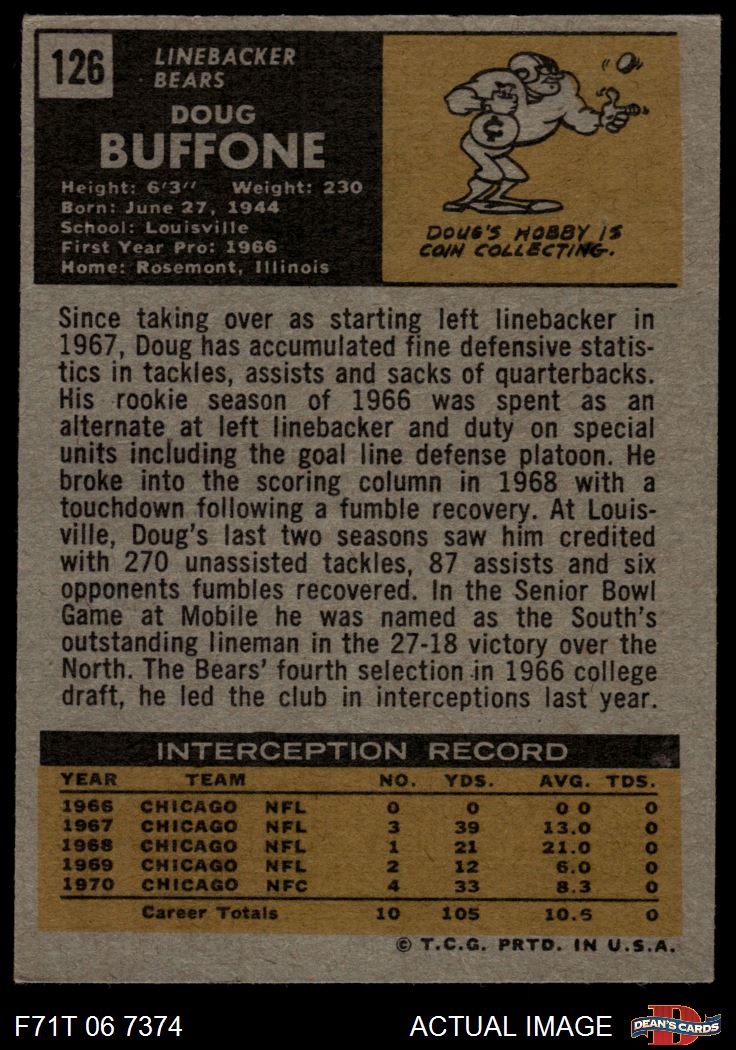 126
LINEBACKER
BEARS
DOUG
BUFFONE
Height: 6'3'' Weight: 230
Born: June 27, 1944
School: Louisville
First Year Pro: 1966
Home: Rosemont, Illinois
¢
DOUG'S HOBBY IS
COIN COLLECTING.
Since taking over as starting left linebacker in
1967, Doug has accumulated fine defensive statis-
tics in tackles, assists and sacks of quarterbacks.
His rookie season of 1966 was spent as an
alternate at left linebacker and duty on special
units including the goal line defense platoon. He
broke into the scoring column in 1968 with a
touchdown following a fumble recovery. At Louis-
ville, Doug's last two seasons saw him credited
with 270 unassisted tackles, 87 assists and six
opponents fumbles recovered. In the Senior Bowl
Game at Mobile he was named as the South's
outstanding lineman in the 27-18 victory over the
North. The Bears' fourth selection in 1966 college
draft, he led the club in interceptions last year.
INTERCEPTION RECORD
YEAR TEAM NO. YDS. AVG. TDS.
1966 CHICAGO NFL 0 0 0 0 0
1967 CHICAGO NFL 3 39 13.0 0
1968 CHICAGO NFL 1 21 21.0 0
1969 CHICAGO NFL 2 12 6.0 0
1970 CHICAGO NFC 4 33 8.3 0
Career Totals 10 105 10.5 0
© T.C.G. PRTD. IN U.S.A.
F71T 06 7374 ACTUAL IMAGE
D
DEAN'S CARDS